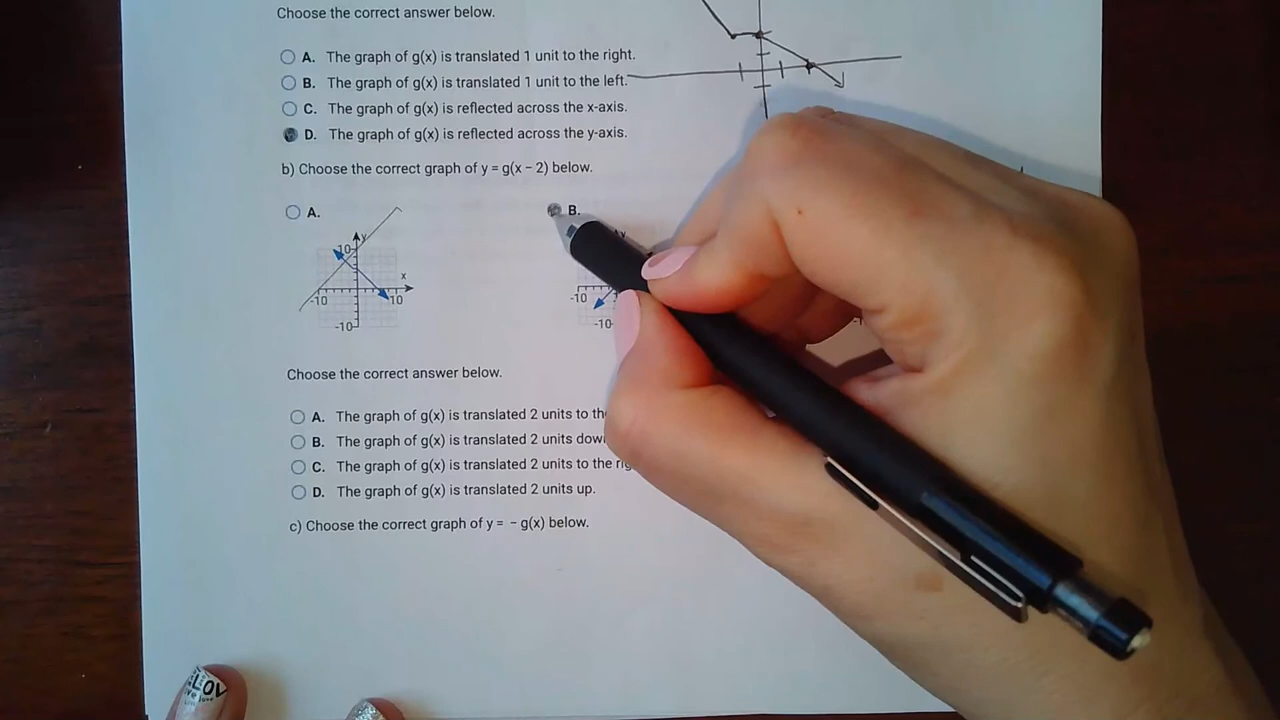 Choose the correct answer below.
A. The graph of g(x) is translated 1 unit to the right.
B. The graph of g(x) is translated 1 unit to the left.
C. The graph of g(x) is reflected across the x-axis.
D. The graph of g(x) is reflected across the y-axis.
b) Choose the correct graph of y = g(x − 2) below.
A.
B.
y
10
x
-10
10
-10
y
-10
-10
Choose the correct answer below.
A. The graph of g(x) is translated 2 units to
B. The graph of g(x) is translated 2 units
C. The graph of g(x) is translated 2 units to the
D. The graph of g(x) is translated 2 units up.
c) Choose the correct graph of y = − g(x) below.
LOV